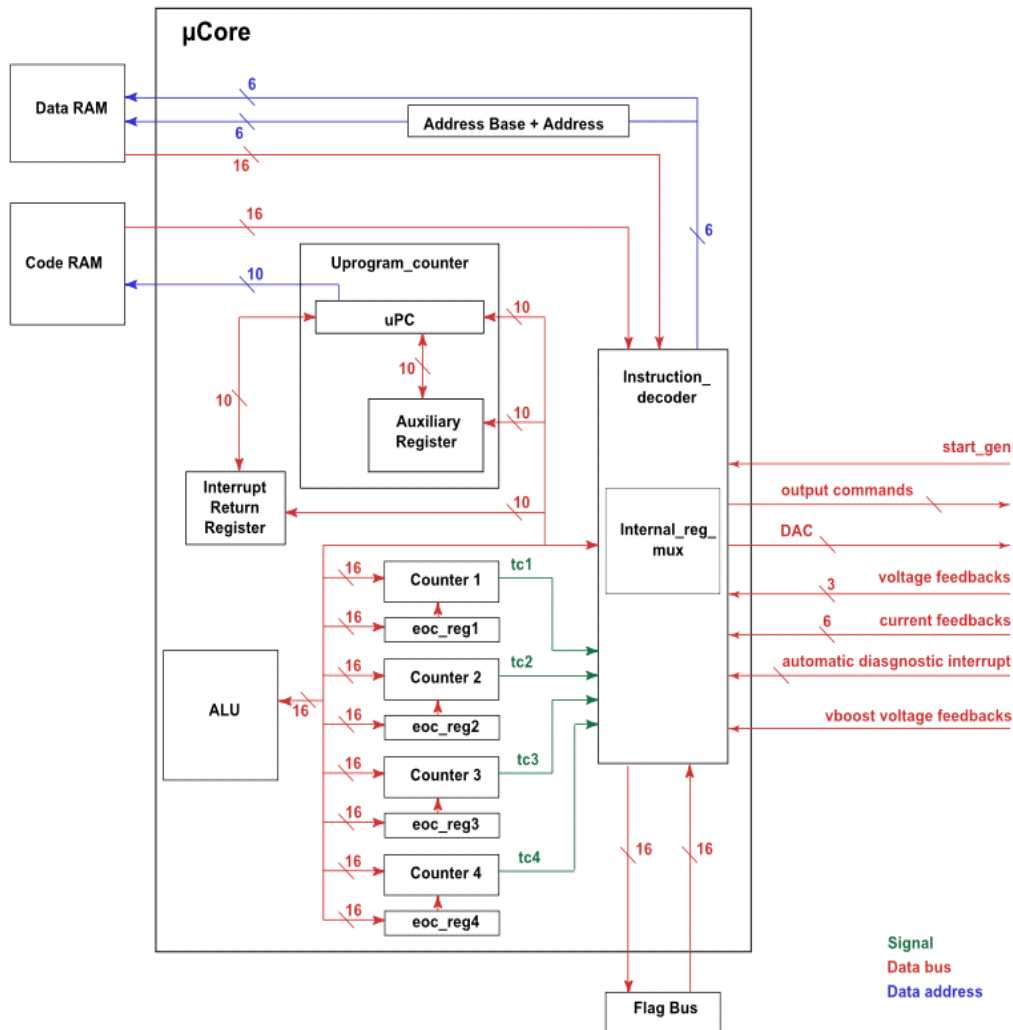 µCore
Data RAM
6
Address Base + Address
6
16
6
Code RAM
16
10
Uprogram_counter
uPC
10
10
10
Auxiliary
Register
10
Interrupt
Return
Register
10
Instruction_
decoder
Internal_reg_
mux
start_gen
output commands
DAC
voltage feedbacks
3
current feedbacks
6
automatic diasgnostic interrupt
vboost voltage feedbacks
ALU
16
16
Counter 1
tc1
16
eoc_reg1
16
Counter 2
tc2
16
eoc_reg2
16
Counter 3
tc3
16
eoc_reg3
16
Counter 4
tc4
16
eoc_reg4
16
16
Flag Bus
Signal
Data bus
Data address